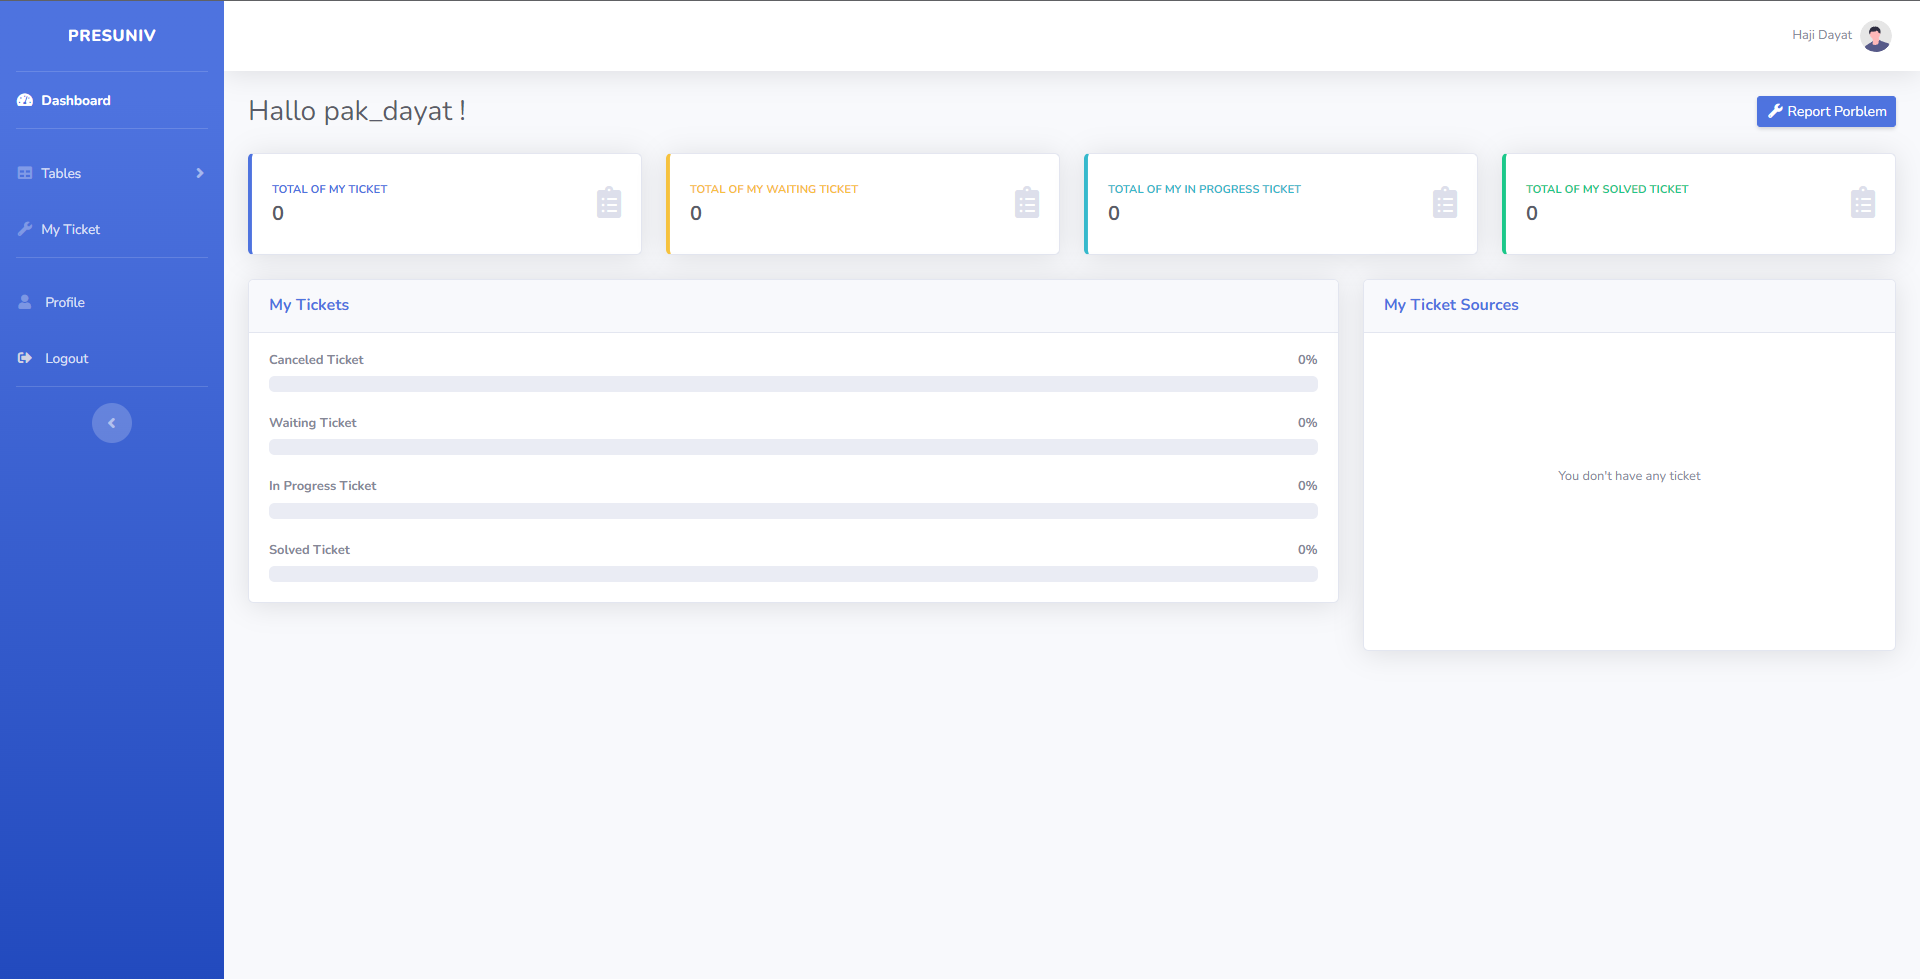 PRESUNIV
Haji Dayat
Dashboard
Tables
My Ticket
Profile
Logout
Hallo pak_dayat !
Report Porblem
TOTAL OF MY TICKET
0
TOTAL OF MY WAITING TICKET
0
TOTAL OF MY IN PROGRESS TICKET
0
TOTAL OF MY SOLVED TICKET
0
My Tickets
Canceled Ticket 0%
Waiting Ticket 0%
In Progress Ticket 0%
Solved Ticket 0%
My Ticket Sources
You don't have any ticket